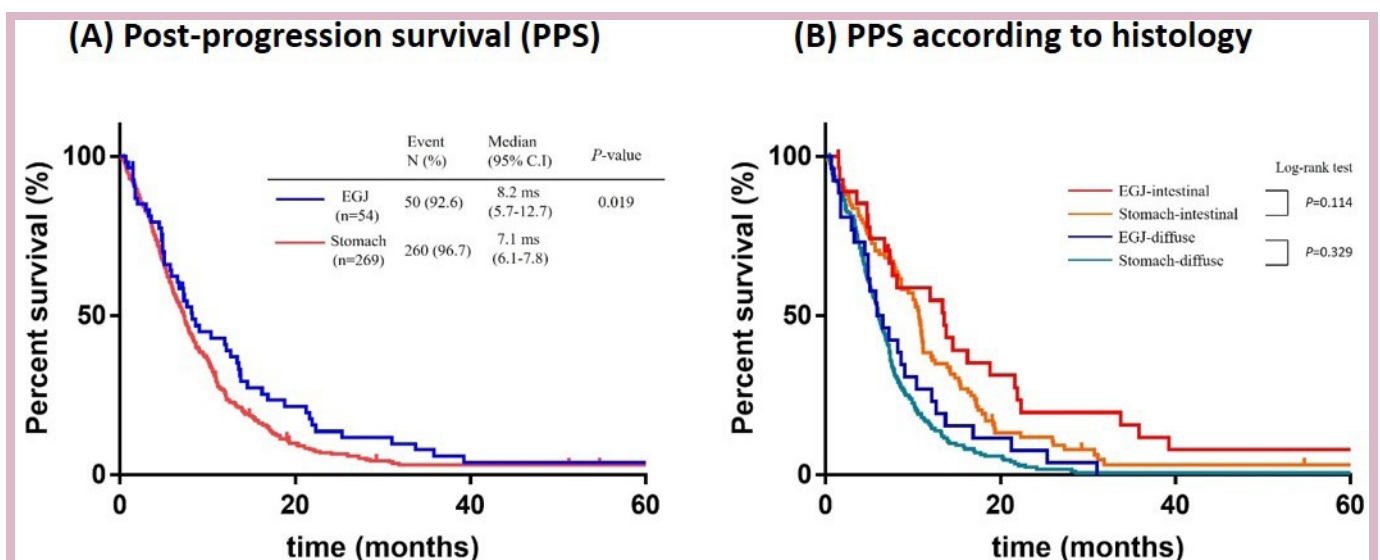 (A) Post-progression survival (PPS)
Event
N (%)
Median
(95% C.I)
P-value
EGJ
(n=54)
50 (92.6)
8.2 ms
(5.7-12.7)
0.019
Stomach
(n=269)
260 (96.7)
7.1 ms
(6.1-7.8)
Percent survival (%)
100
50
0
0 20 40 60
time (months)
(B) PPS according to histology
Log-rank test
EGJ-intestinal
Stomach-intestinal
P=0.114
EGJ-diffuse
Stomach-diffuse
P=0.329
Percent survival (%)
100
50
0
0 20 40 60
time (months)